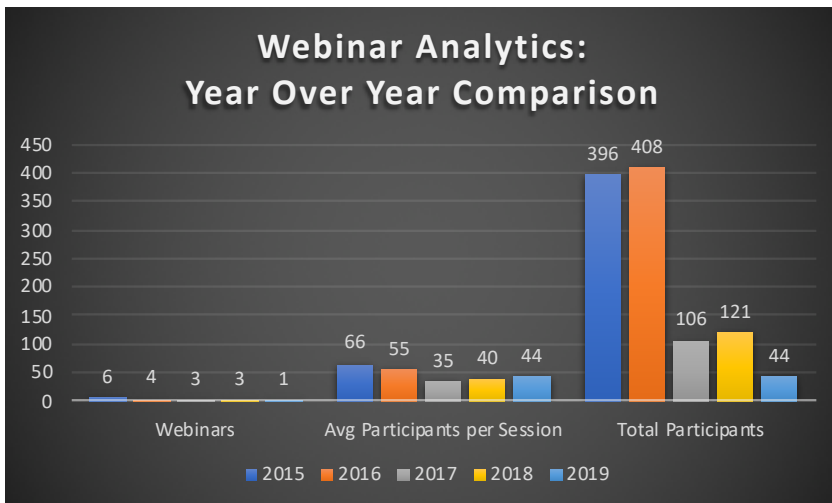 Webinar Analytics:
Year Over Year Comparison
450
400
350
300
250
200
150
100
50
0
6 4 3 3 1
66 55 35 40 44
396 408 106 121 44
Webinars Avg Participants per Session Total Participants
2015 2016 2017 2018 2019